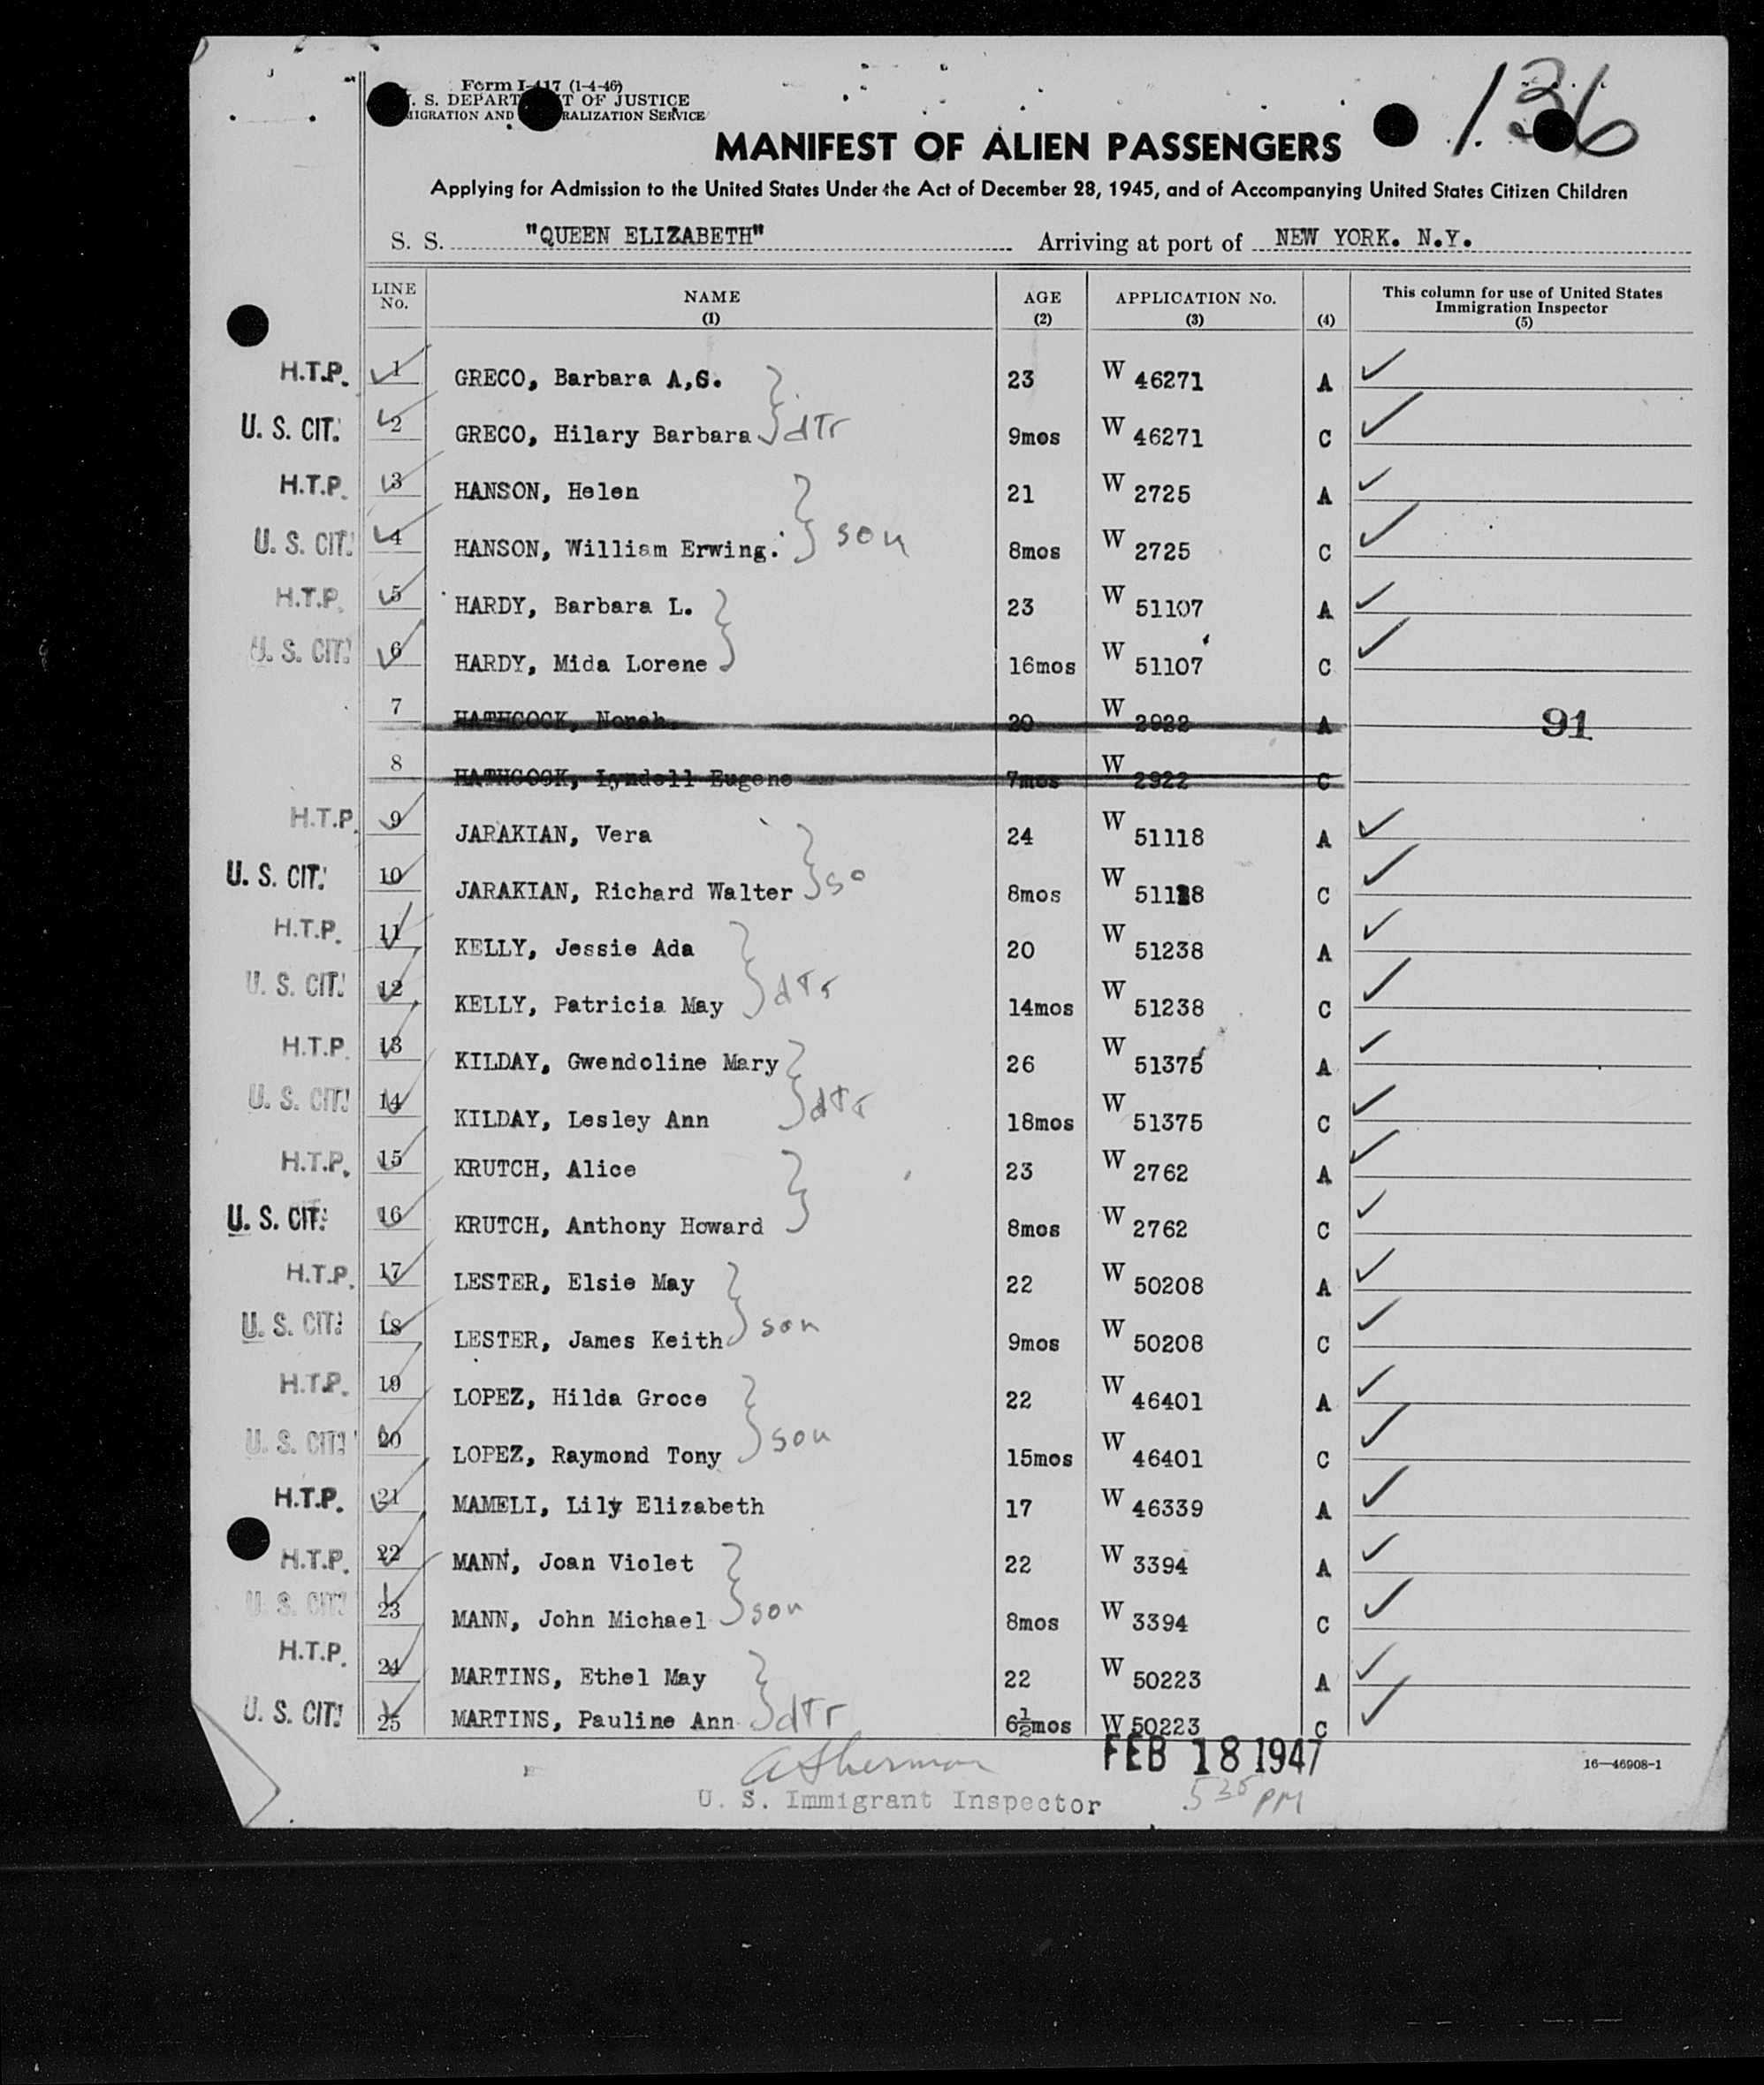 136
Form I-417 (1-4-46)
U. S. DEPARTMENT OF JUSTICE
IMMIGRATION AND NATURALIZATION SERVICE
MANIFEST OF ALIEN PASSENGERS
Applying for Admission to the United States Under the Act of December 28, 1945, and of Accompanying United States Citizen Children
S. S. "QUEEN ELIZABETH" Arriving at port of NEW YORK. N.Y.
LINE No. NAME (1) AGE (2) APPLICATION No. (3) (4) This column for use of United States Immigration Inspector (5)
H.T.P. 1 GRECO, Barbara A,S. 23 W 46271 A
U. S. CIT. 2 GRECO, Hilary Barbara dtr 9mos W 46271 C
H.T.P. 3 HANSON, Helen 21 W 2725 A
U. S. CIT. 4 HANSON, William Erwing. son 8mos W 2725 C
H.T.P. 5 HARDY, Barbara L. 23 W 51107 A
U. S. CIT. 6 HARDY, Mida Lorene 16mos W 51107 C
7 HATHCOCK, Norah 20 W 2922 A 91
8 HATHCOCK, Lyndell Eugene 7mos W 2922 C
H.T.P. 9 JARAKIAN, Vera 24 W 51118 A
U. S. CIT. 10 JARAKIAN, Richard Walter so 8mos W 51118 C
H.T.P. 11 KELLY, Jessie Ada 20 W 51238 A
U. S. CIT. 12 KELLY, Patricia May dtr 14mos W 51238 C
H.T.P. 13 KILDAY, Gwendoline Mary 26 W 51375 A
U. S. CIT. 14 KILDAY, Lesley Ann dtr 18mos W 51375 C
H.T.P. 15 KRUTCH, Alice 23 W 2762 A
U. S. CIT. 16 KRUTCH, Anthony Howard 8mos W 2762 C
H.T.P. 17 LESTER, Elsie May 22 W 50208 A
U. S. CIT. 18 LESTER, James Keith son 9mos W 50208 C
H.T.P. 19 LOPEZ, Hilda Groce 22 W 46401 A
U. S. CIT. 20 LOPEZ, Raymond Tony son 15mos W 46401 C
H.T.P. 21 MAMELI, Lily Elizabeth 17 W 46339 A
H.T.P. 22 MANN, Joan Violet 22 W 3394 A
U. S. CIT. 23 MANN, John Michael son 8mos W 3394 C
H.T.P. 24 MARTINS, Ethel May 22 W 50223 A
U. S. CIT. 25 MARTINS, Pauline Ann dtr 6½mos W 50223 C
A Sherman FEB 18 1947 16—46908-1
U. S. Immigrant Inspector 5 35 PM